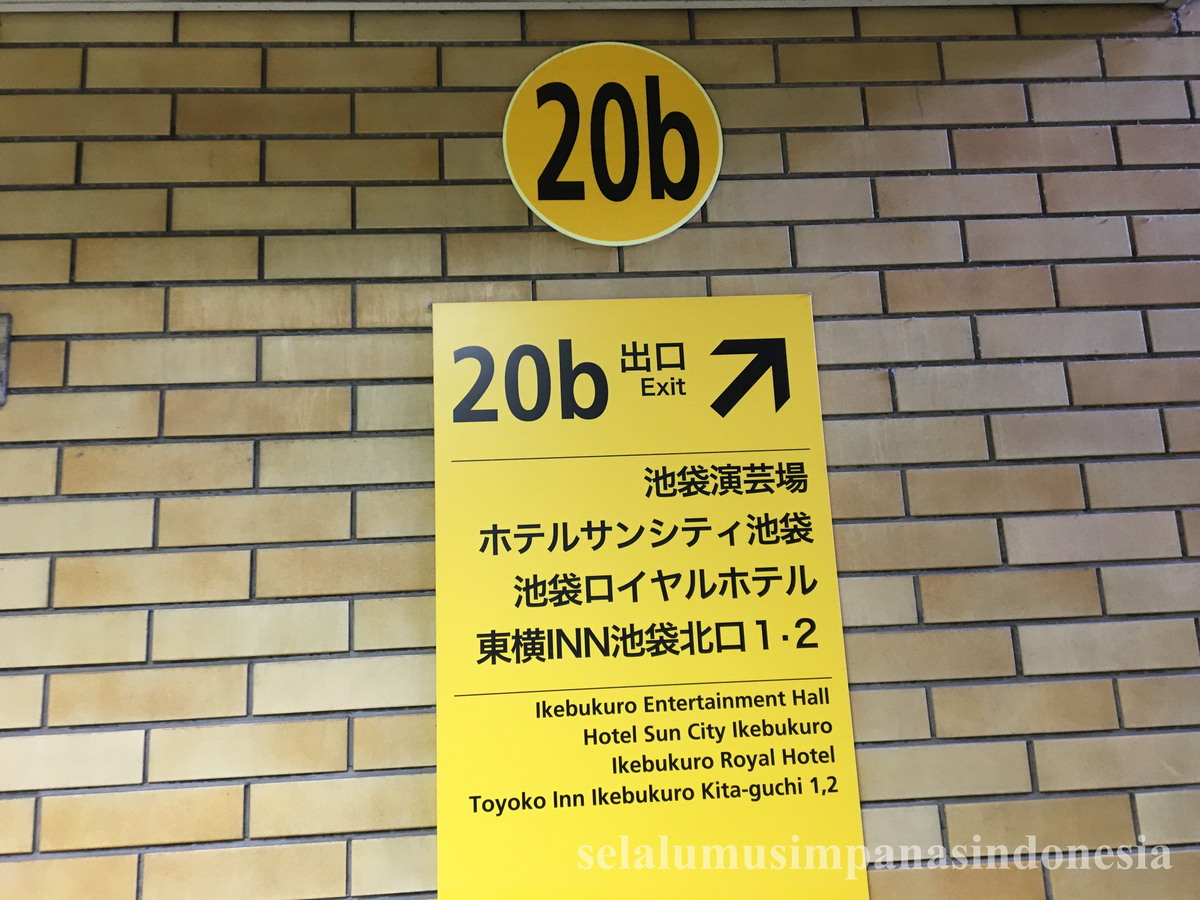 20b
20b 出口
Exit
池袋演芸場
ホテルサンシティ池袋
池袋ロイヤルホテル
東横INN池袋北口1·2
Ikebukuro Entertainment Hall
Hotel Sun City Ikebukuro
Ikebukuro Royal Hotel
Toyoko Inn Ikebukuro Kita-guchi 1,2
selalumusimpanasindonesia